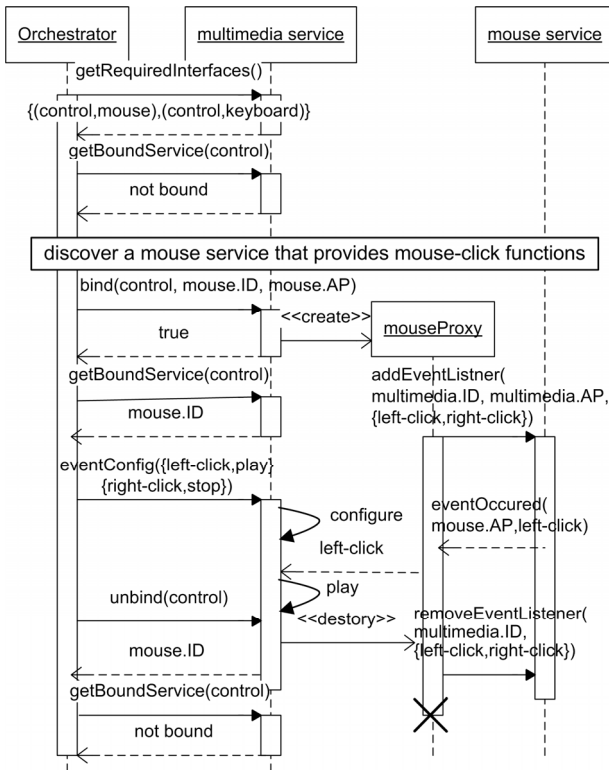 Orchestrator
multimedia service
mouse service
getRequiredInterfaces()
{(control,mouse),(control,keyboard)}
getBoundService(control)
not bound
discover a mouse service that provides mouse-click functions
bind(control, mouse.ID, mouse.AP)
<<create>>
mouseProxy
true
getBoundService(control)
addEventListner(
multimedia.ID, multimedia.AP,
{left-click,right-click})
mouse.ID
eventConfig({left-click,play}
{right-click,stop})
configure
eventOccured(
mouse.AP,left-click)
left-click
play
unbind(control)
<<destory>>
removeEventListener(
multimedia.ID,
{left-click,right-click})
mouse.ID
getBoundService(control)
not bound